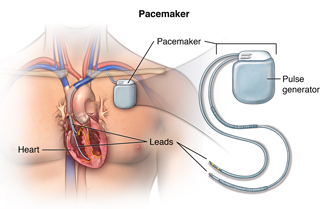 Pacemaker
Pacemaker
Pulse
generator
Heart
Leads